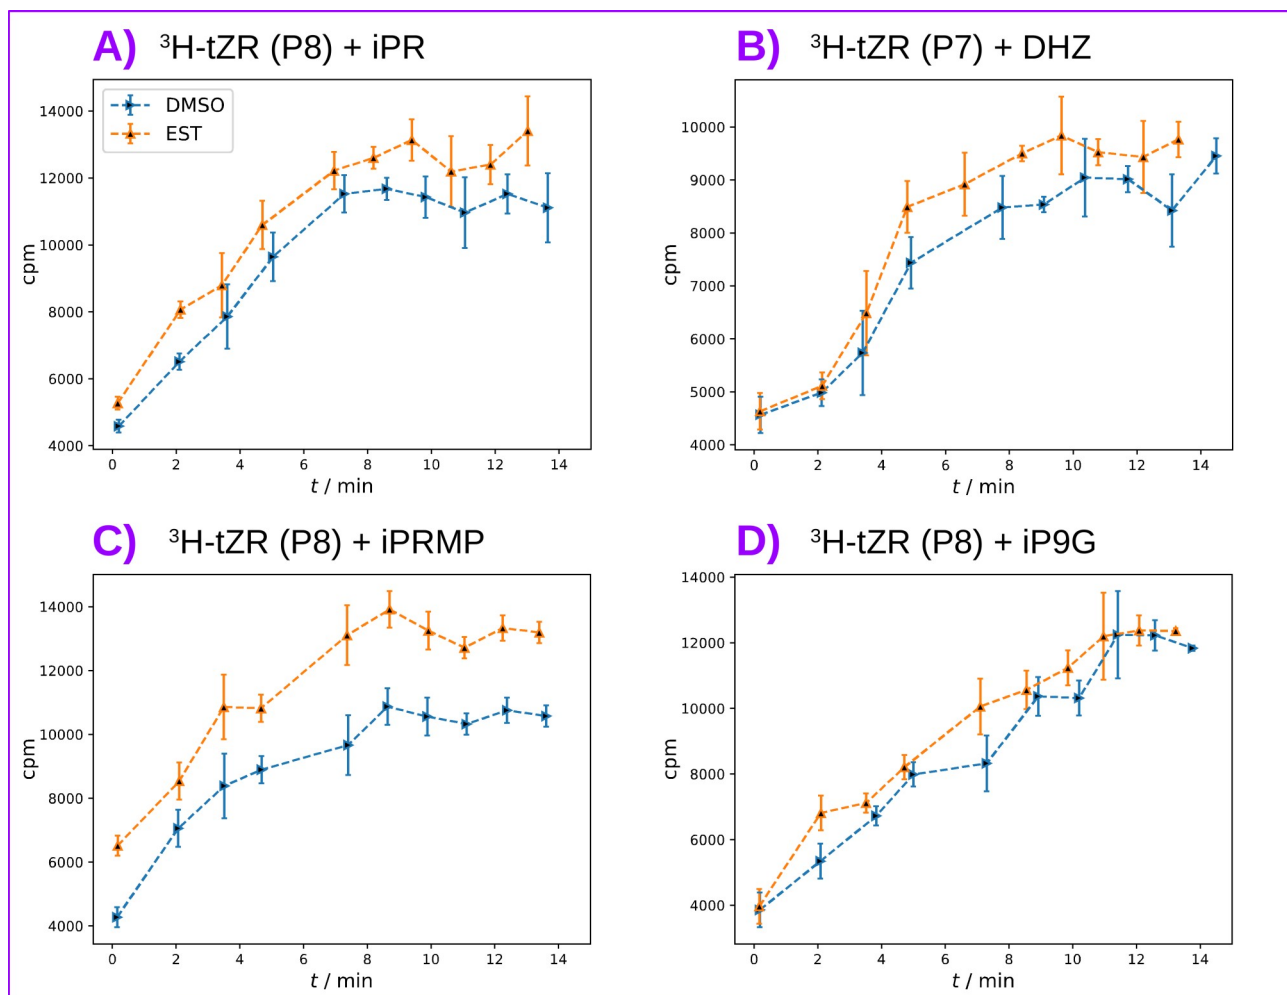 A) ³H-tZR (P8) + iPR
DMSO
EST
14000
12000
10000
8000
6000
4000
cpm
0 2 4 6 8 10 12 14
t / min
B) ³H-tZR (P7) + DHZ
10000
9000
8000
7000
6000
5000
4000
cpm
0 2 4 6 8 10 12 14
t / min
C) ³H-tZR (P8) + iPRMP
14000
12000
10000
8000
6000
4000
cpm
0 2 4 6 8 10 12 14
t / min
D) ³H-tZR (P8) + iP9G
14000
12000
10000
8000
6000
4000
cpm
0 2 4 6 8 10 12 14
t / min